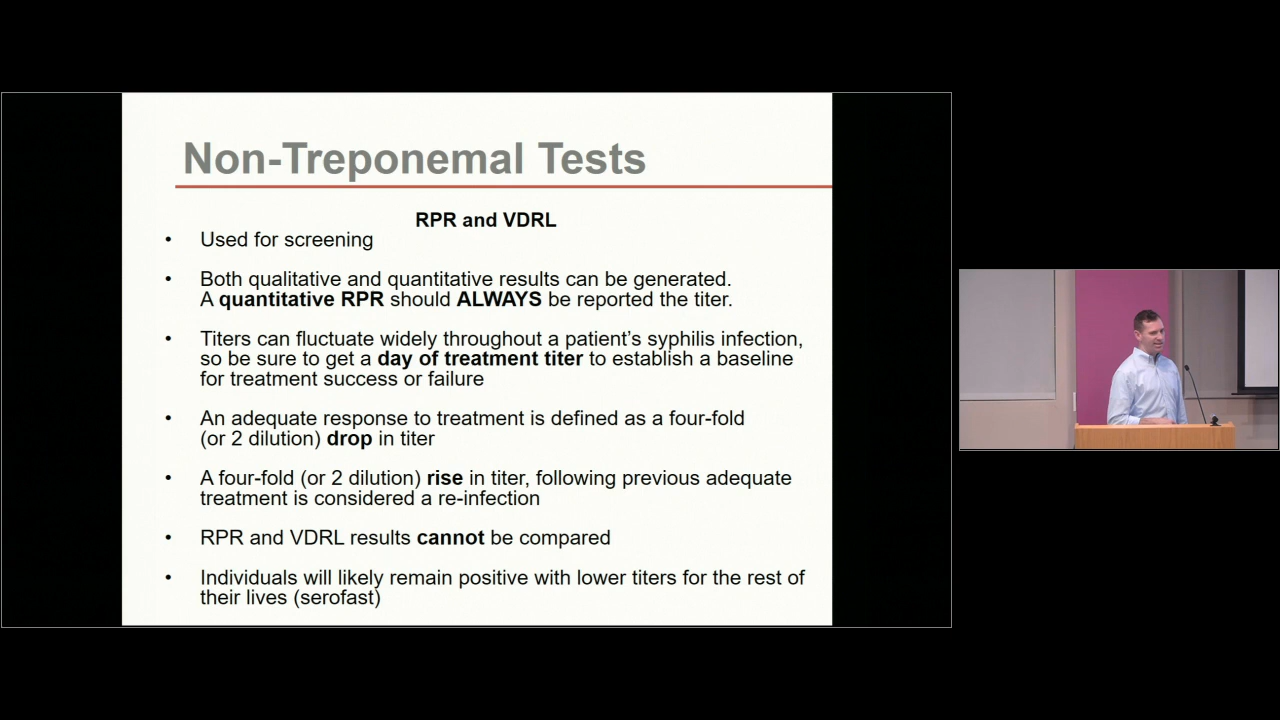 Non-Treponemal Tests
RPR and VDRL
• Used for screening
• Both qualitative and quantitative results can be generated.
A quantitative RPR should ALWAYS be reported the titer.
• Titers can fluctuate widely throughout a patient's syphilis infection,
so be sure to get a day of treatment titer to establish a baseline
for treatment success or failure
• An adequate response to treatment is defined as a four-fold
(or 2 dilution) drop in titer
• A four-fold (or 2 dilution) rise in titer, following previous adequate
treatment is considered a re-infection
• RPR and VDRL results cannot be compared
• Individuals will likely remain positive with lower titers for the rest of
their lives (serofast)